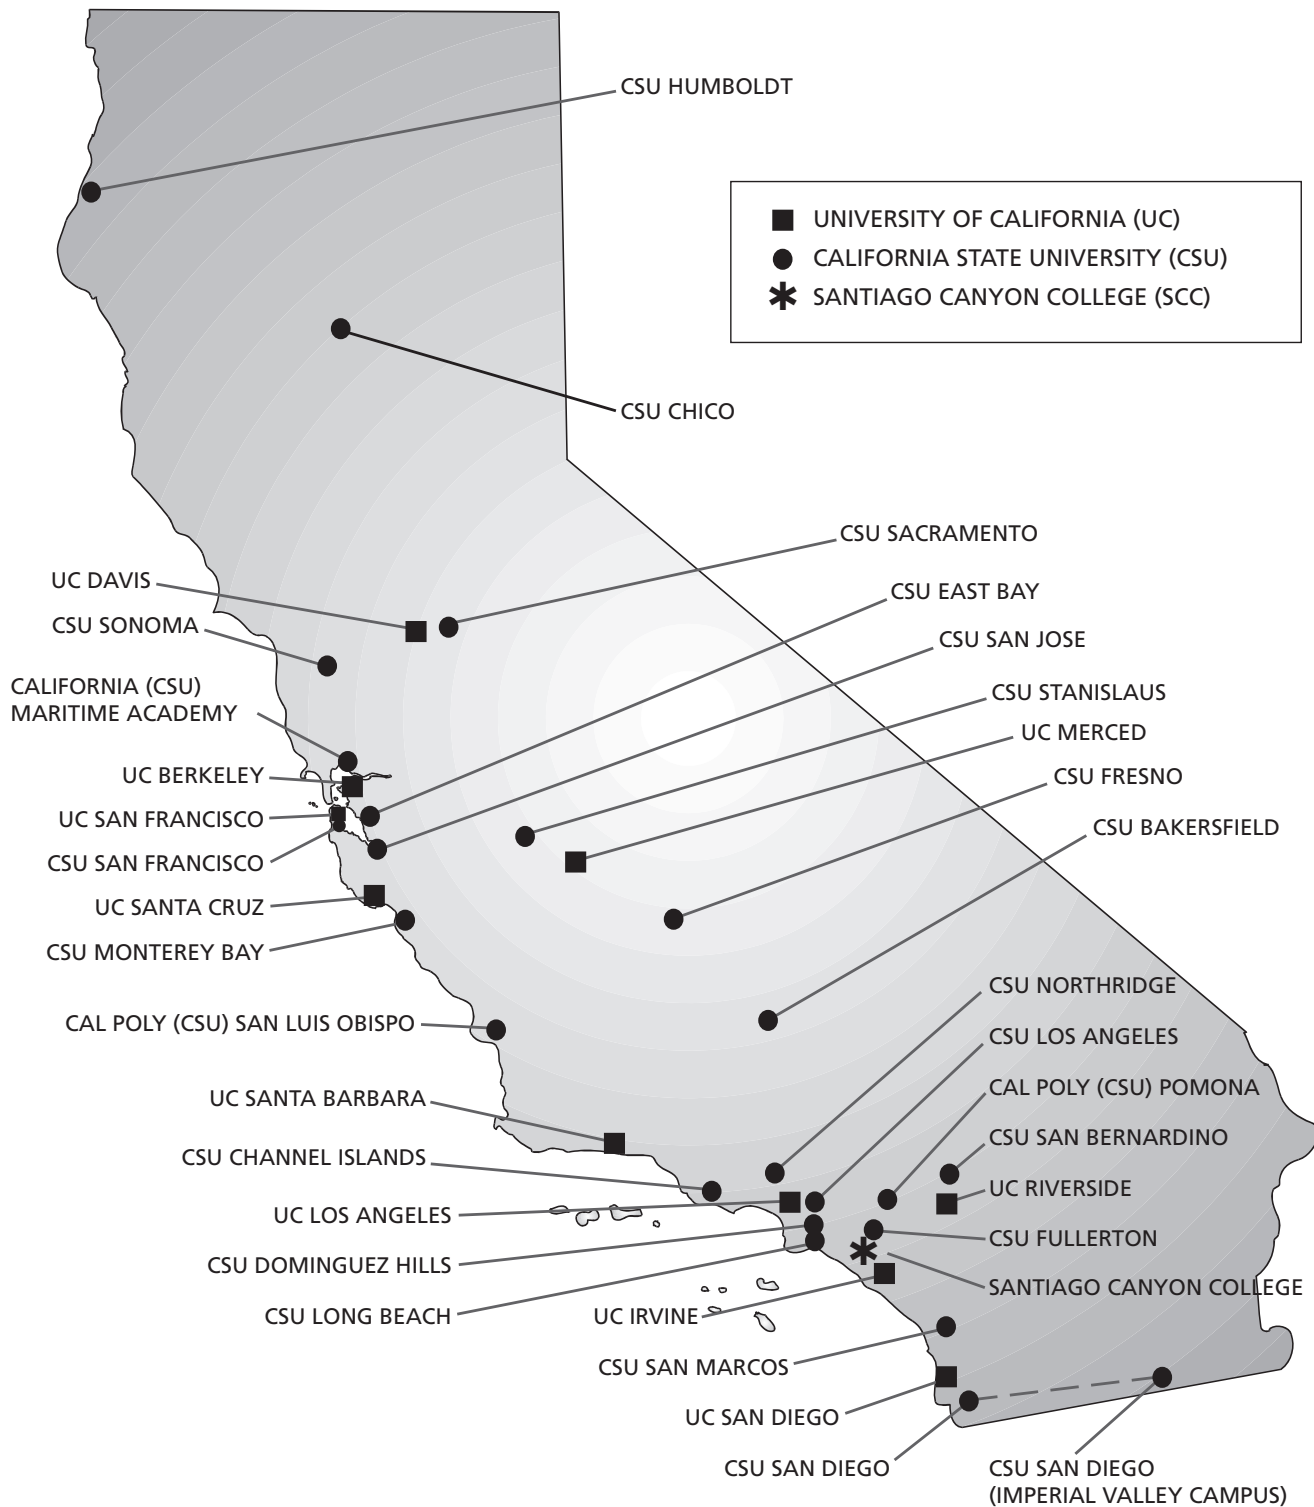 CSU HUMBOLDT
UNIVERSITY OF CALIFORNIA (UC)
CALIFORNIA STATE UNIVERSITY (CSU)
SANTIAGO CANYON COLLEGE (SCC)
CSU CHICO
CSU SACRAMENTO
UC DAVIS
CSU EAST BAY
CSU SONOMA
CSU SAN JOSE
CALIFORNIA (CSU)
MARITIME ACADEMY
CSU STANISLAUS
UC MERCED
UC BERKELEY
CSU FRESNO
UC SAN FRANCISCO
CSU BAKERSFIELD
CSU SAN FRANCISCO
UC SANTA CRUZ
CSU MONTEREY BAY
CSU NORTHRIDGE
CAL POLY (CSU) SAN LUIS OBISPO
CSU LOS ANGELES
CAL POLY (CSU) POMONA
UC SANTA BARBARA
CSU SAN BERNARDINO
CSU CHANNEL ISLANDS
UC RIVERSIDE
UC LOS ANGELES
CSU FULLERTON
CSU DOMINGUEZ HILLS
SANTIAGO CANYON COLLEGE
CSU LONG BEACH
UC IRVINE
CSU SAN MARCOS
UC SAN DIEGO
CSU SAN DIEGO
CSU SAN DIEGO
(IMPERIAL VALLEY CAMPUS)